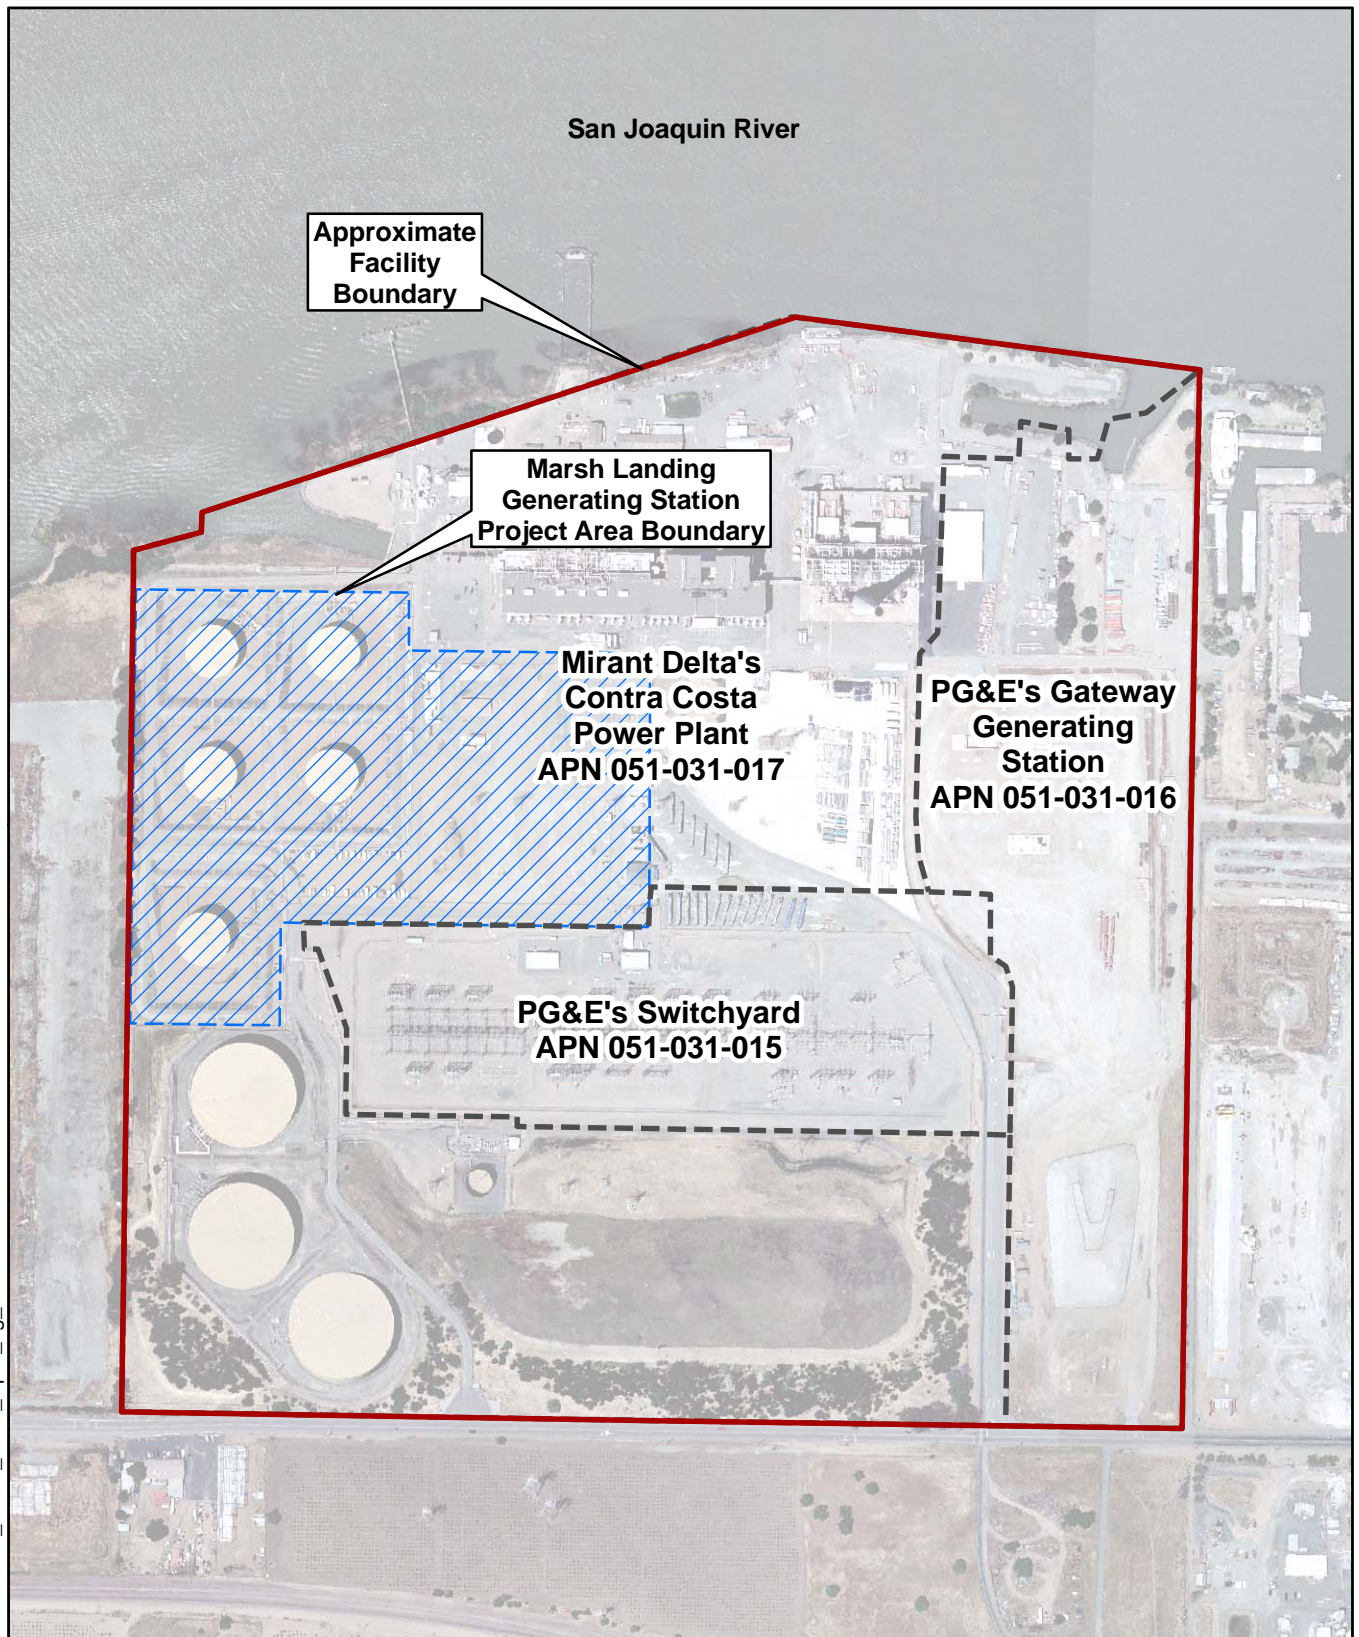 San Joaquin River
Approximate
Facility
Boundary
Marsh Landing
Generating Station
Project Area Boundary
Mirant Delta's
Contra Costa
Power Plant
APN 051-031-017
PG&E's Gateway
Generating
Station
APN 051-031-016
PG&E's Switchyard
APN 051-031-015